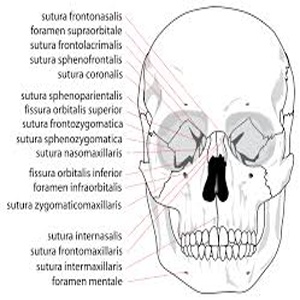 sutura frontonasalis
foramen supraorbitale
sutura frontolacrimalis
sutura sphenofrontalis
sutura coronalis
sutura sphenoparientalis
fissura orbitalis superior
sutura frontozygomatica
sutura sphenozygomatica
sutura nasomaxillaris
fissura orbitalis inferior
foramen infraorbitalis
sutura zygomaticomaxillaris
sutura internasalis
sutura frontomaxillaris
sutura intermaxillaris
foramen mentale